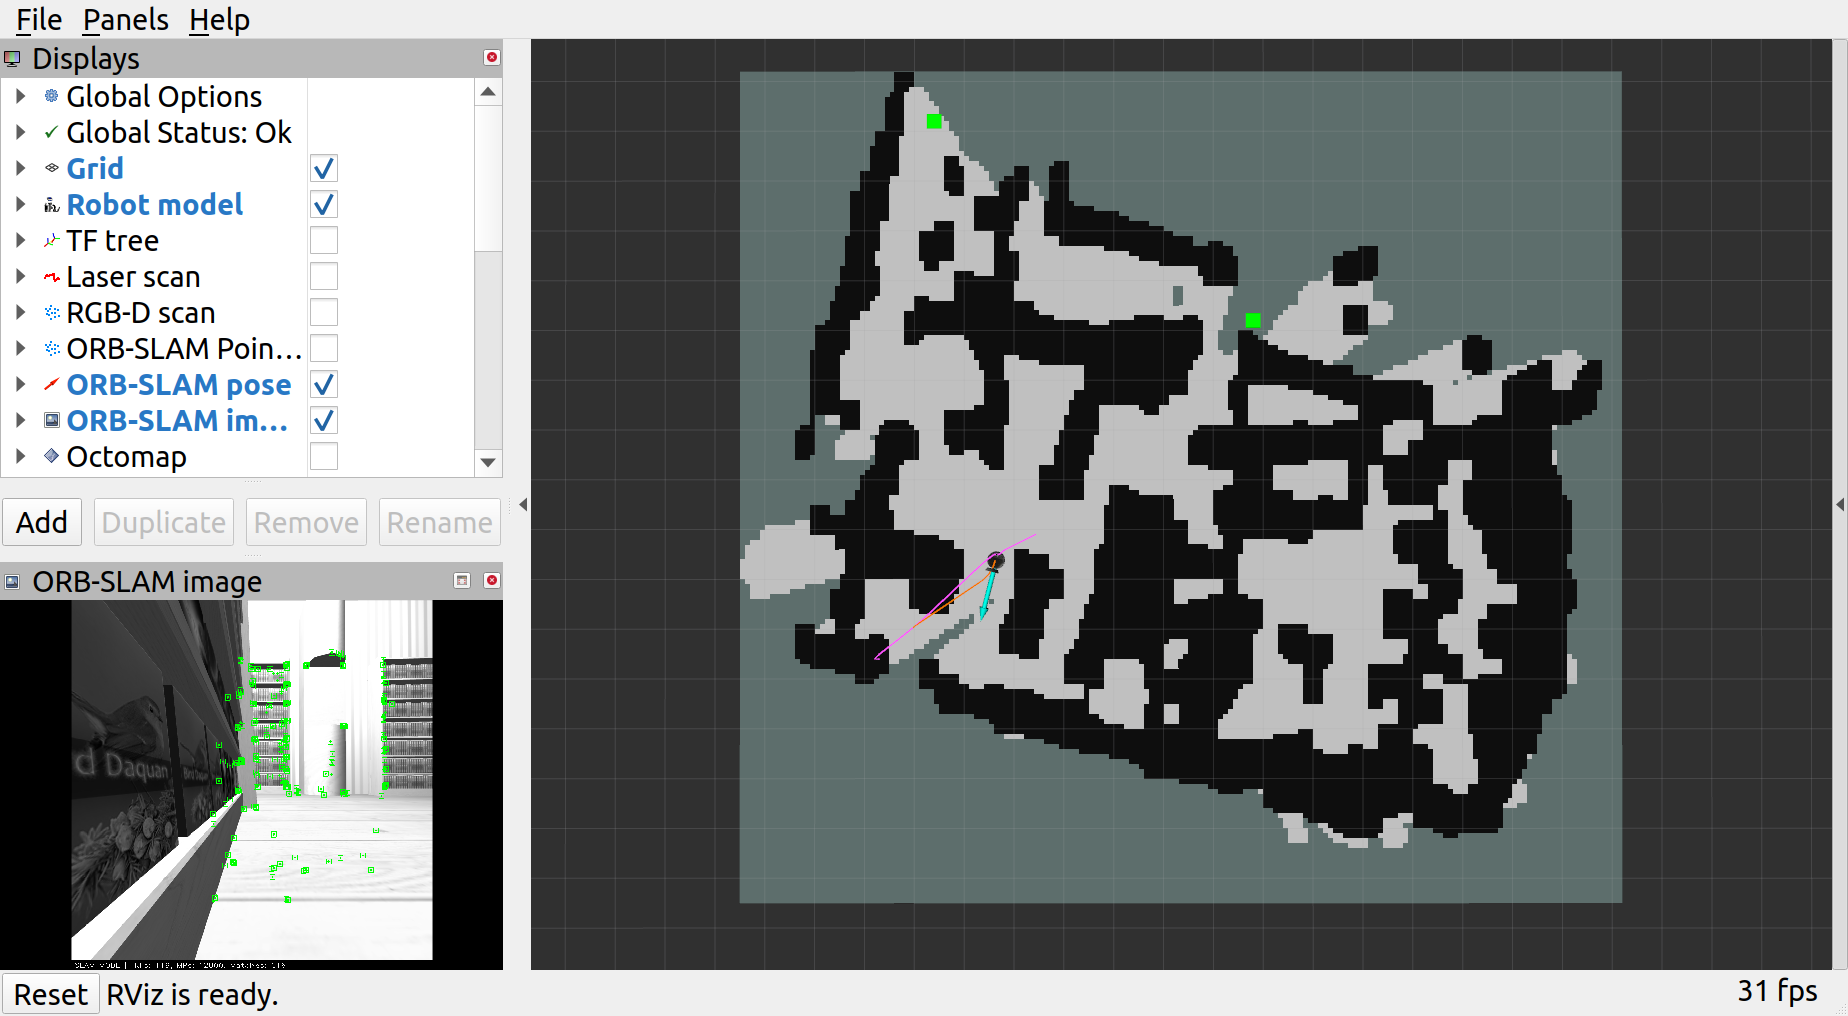 File Panels Help
Displays
Global Options
Global Status: Ok
Grid
Robot model
TF tree
Laser scan
RGB-D scan
ORB-SLAM Poin...
ORB-SLAM pose
ORB-SLAM im...
Octomap
Add Duplicate Remove Rename
ORB-SLAM image
d Daquan
SLAM MODE |
Reset RViz is ready.
31 fps